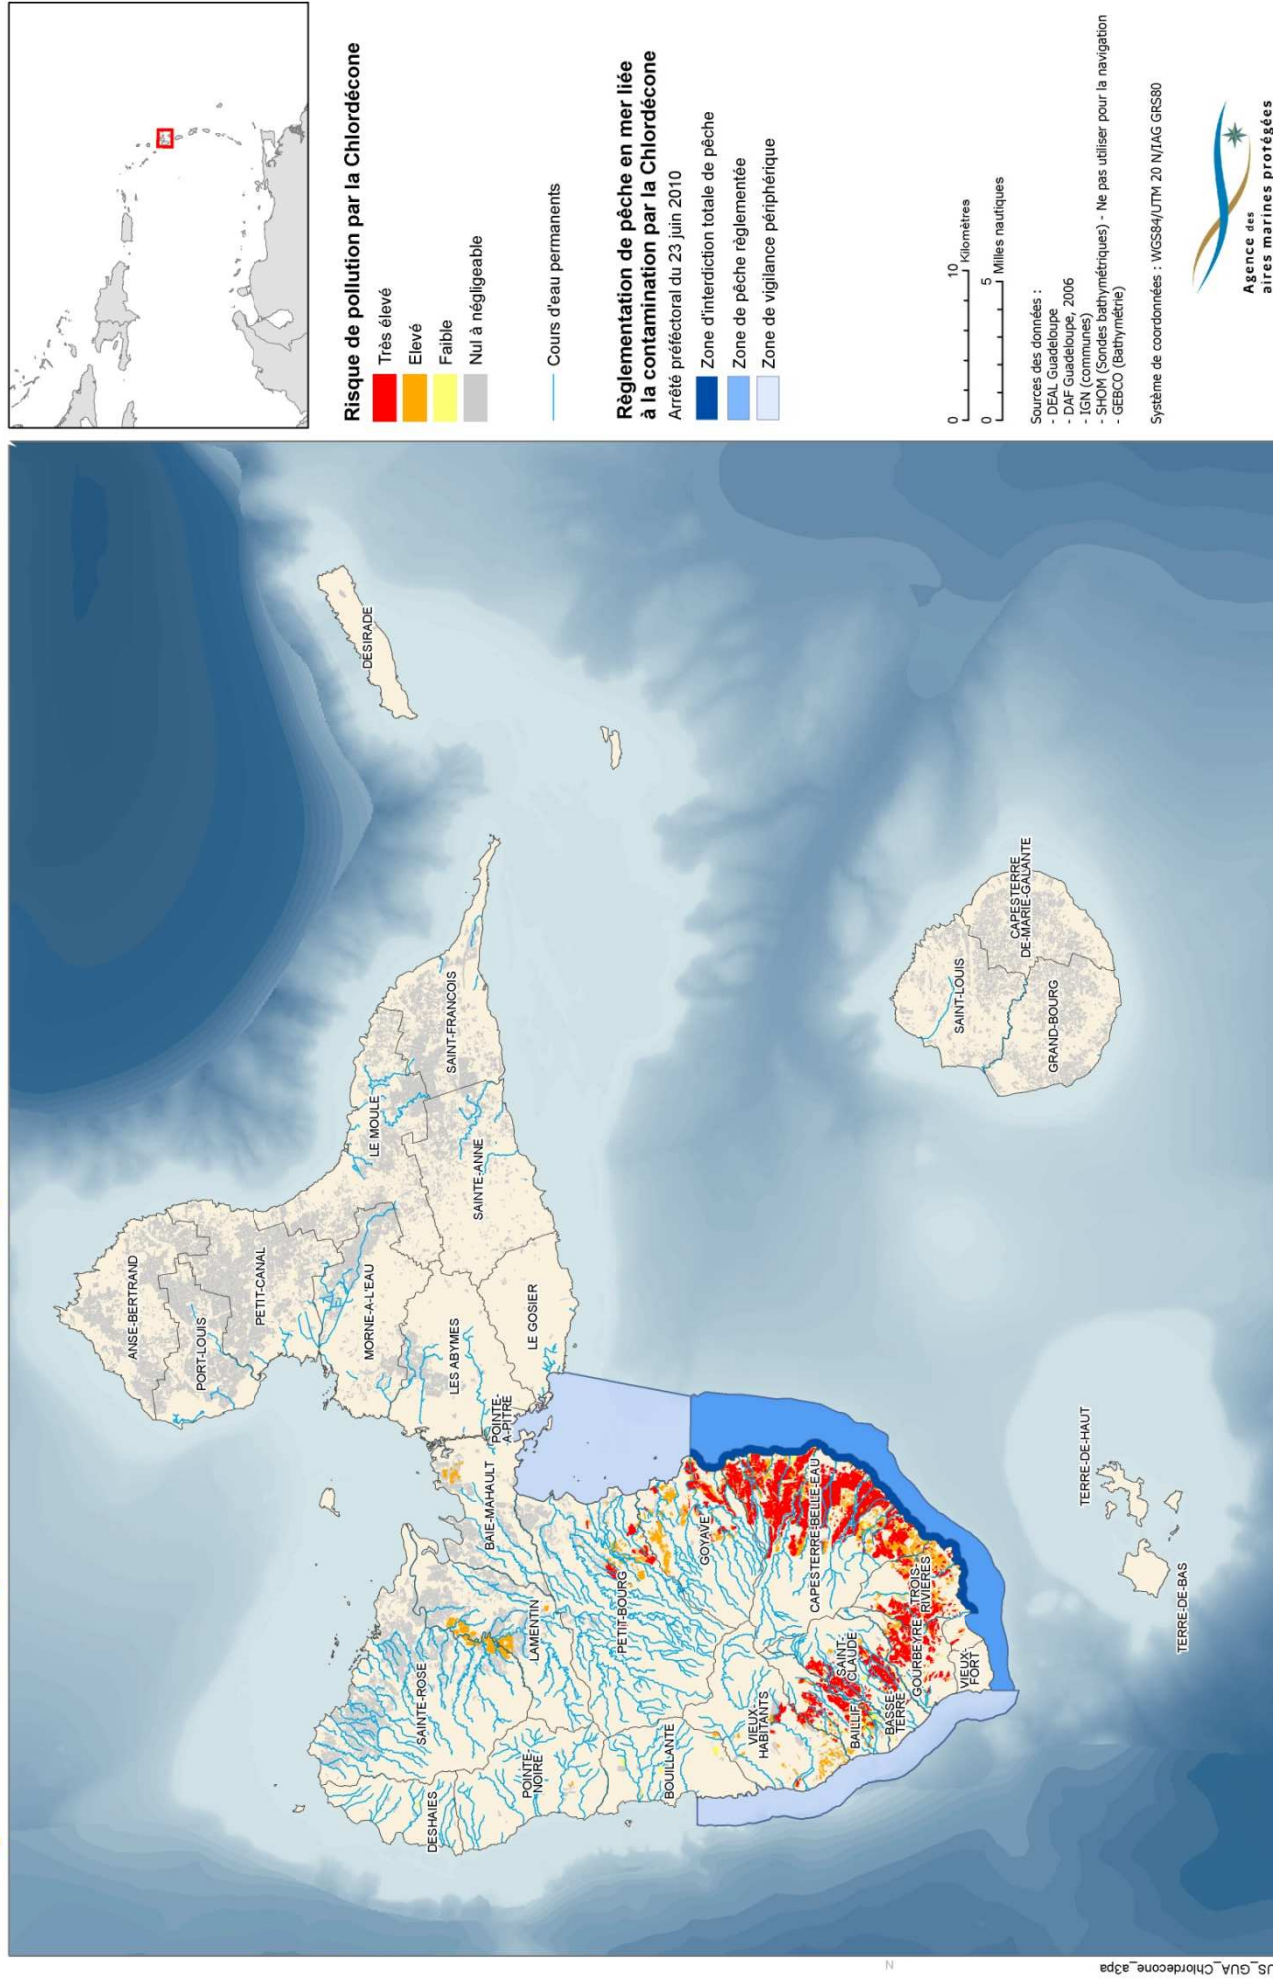 ANSE-BERTRAND
PORT-LOUIS
PETIT-CANAL
MORNE-A-L'EAU
LE MOULE
LES ABYMES
POINTE-
A-PITRE
LE GOSIER
SAINTE-ANNE
SAINT-FRANCOIS
DESIRADE
BAIE-MAHAULT
SAINTE-ROSE
LAMENTIN
DESHAIES
POINTE-
NOIRE
PETIT-BOURG
BOUILLANTE
GOYAVE
VIEUX-
HABITANTS
CAPESTERRE-BELLE-EAU
SAINT-
CLAUDE
BAILLIF
BASSE-
TERRE
GOURBEYRE
TROIS-
RIVIERES
VIEUX-
FORT
TERRE-DE-HAUT
TERRE-DE-BAS
SAINT-LOUIS
CAPESTERRE
DE-MARIE-GALANTE
GRAND-BOURG
Risque de pollution par la Chlordécone
Très élevé
Elevé
Faible
Nul à négligeable
Cours d'eau permanents
Règlementation de pêche en mer liée
à la contamination par la Chlordécone
Arrêté préféctoral du 23 juin 2010
Zone d'interdiction totale de pêche
Zone de pêche règlementée
Zone de vigilance périphérique
0 10 Kilomètres
0 5 Milles nautiques
Sources des données :
- DEAL Guadeloupe
- DAF Guadeloupe, 2006
- IGN (communes)
- SHOM (Sondes bathymétriques) - Ne pas utiliser pour la navigation
- GEBCO (Bathymétrie)
Système de coordonnées : WGS84/UTM 20 N/IAG GRS80
Agence des
aires marines protégées
US_GUA_Chlordecone_a3pa
N